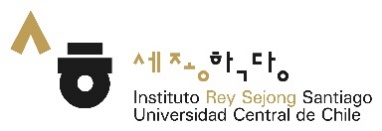 세종학당
Instituto Rey Sejong Santiago
Universidad Central de Chile